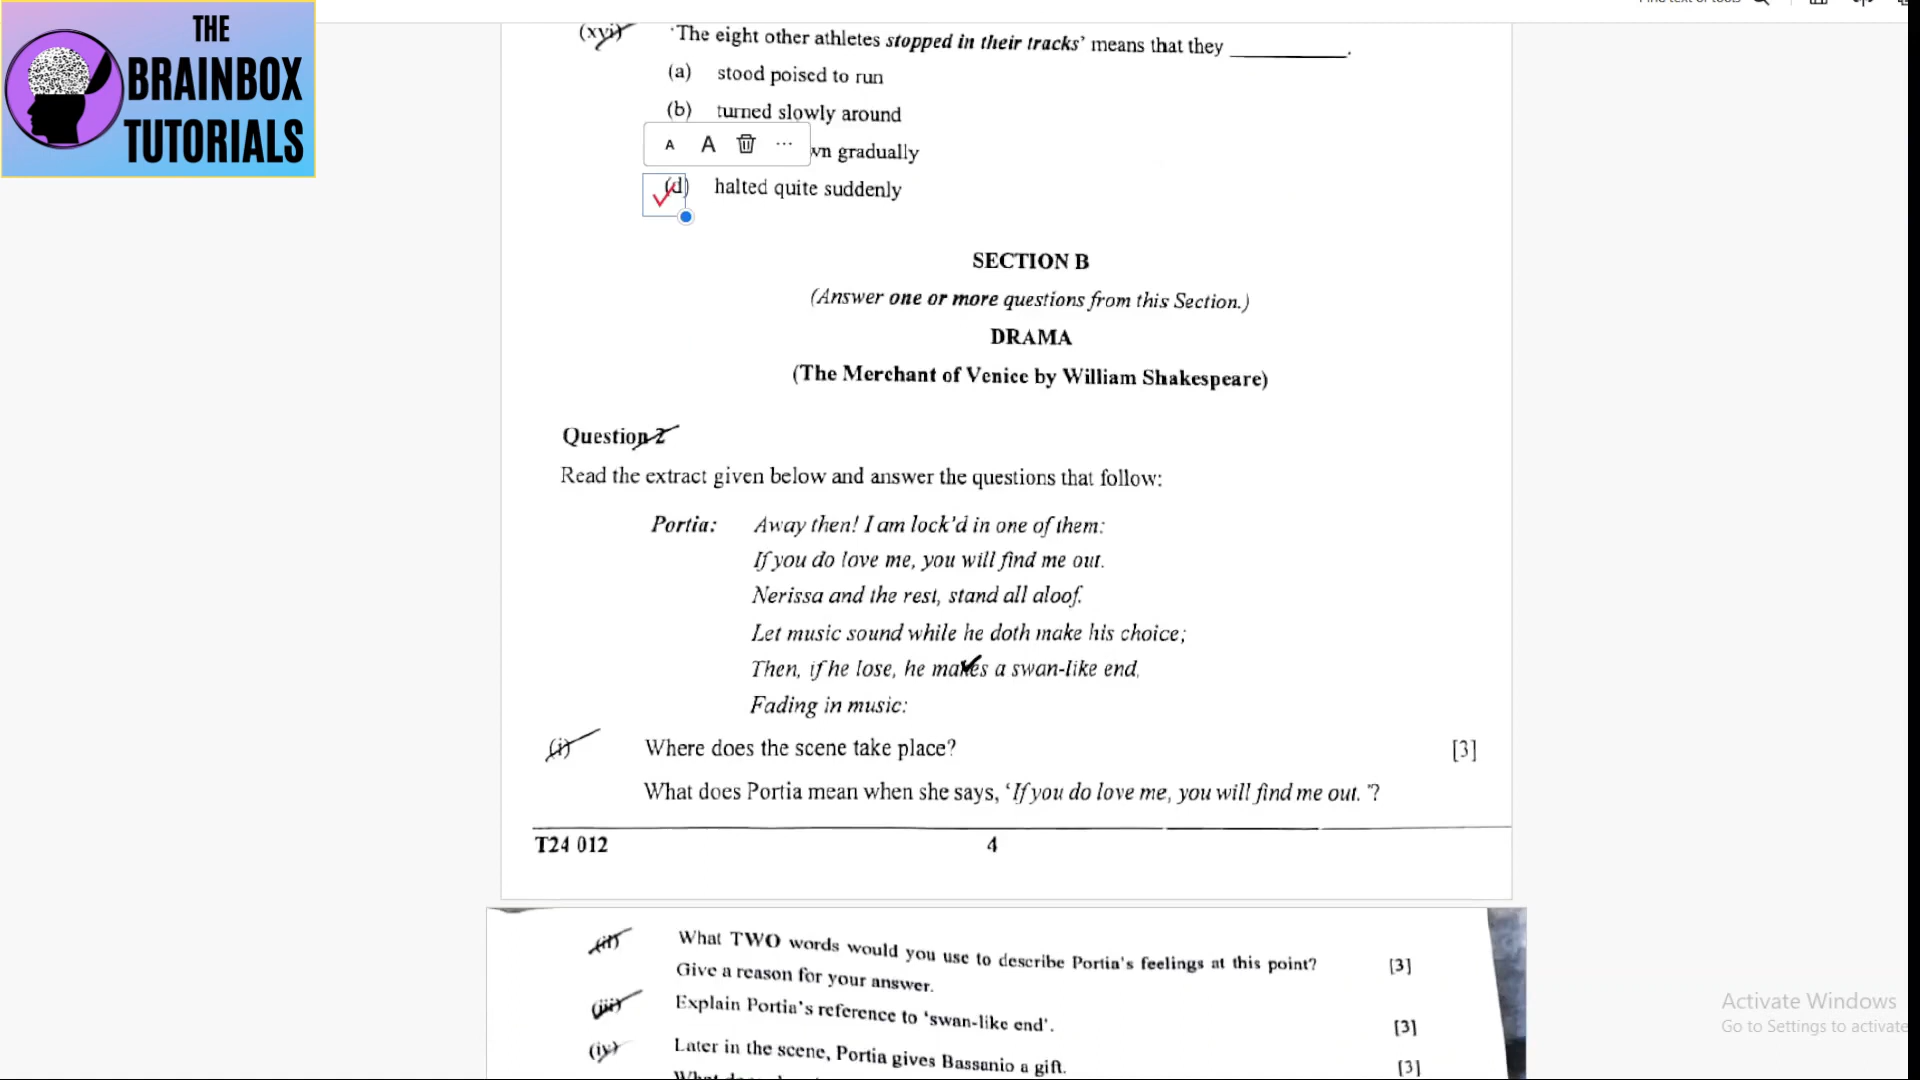 THE
BRAINBOX
TUTORIALS
(xvi) 'The eight other athletes stopped in their tracks' means that they __________.
(a) stood poised to run
(b) turned slowly around
A A ... wn gradually
(d) halted quite suddenly
SECTION B
(Answer one or more questions from this Section.)
DRAMA
(The Merchant of Venice by William Shakespeare)
Question 2
Read the extract given below and answer the questions that follow:
Portia: Away then! I am lock'd in one of them:
If you do love me, you will find me out.
Nerissa and the rest, stand all aloof.
Let music sound while he doth make his choice;
Then, if he lose, he makes a swan-like end,
Fading in music:
(i) Where does the scene take place? [3]
What does Portia mean when she says, 'If you do love me, you will find me out.'?
T24 012 4
(ii) What TWO words would you use to describe Portia's feelings at this point? [3]
Give a reason for your answer.
(iii) Explain Portia's reference to 'swan-like end'. [3]
(iv) Later in the scene, Portia gives Bassanio a gift. [3]
Activate Windows
Go to Settings to activate